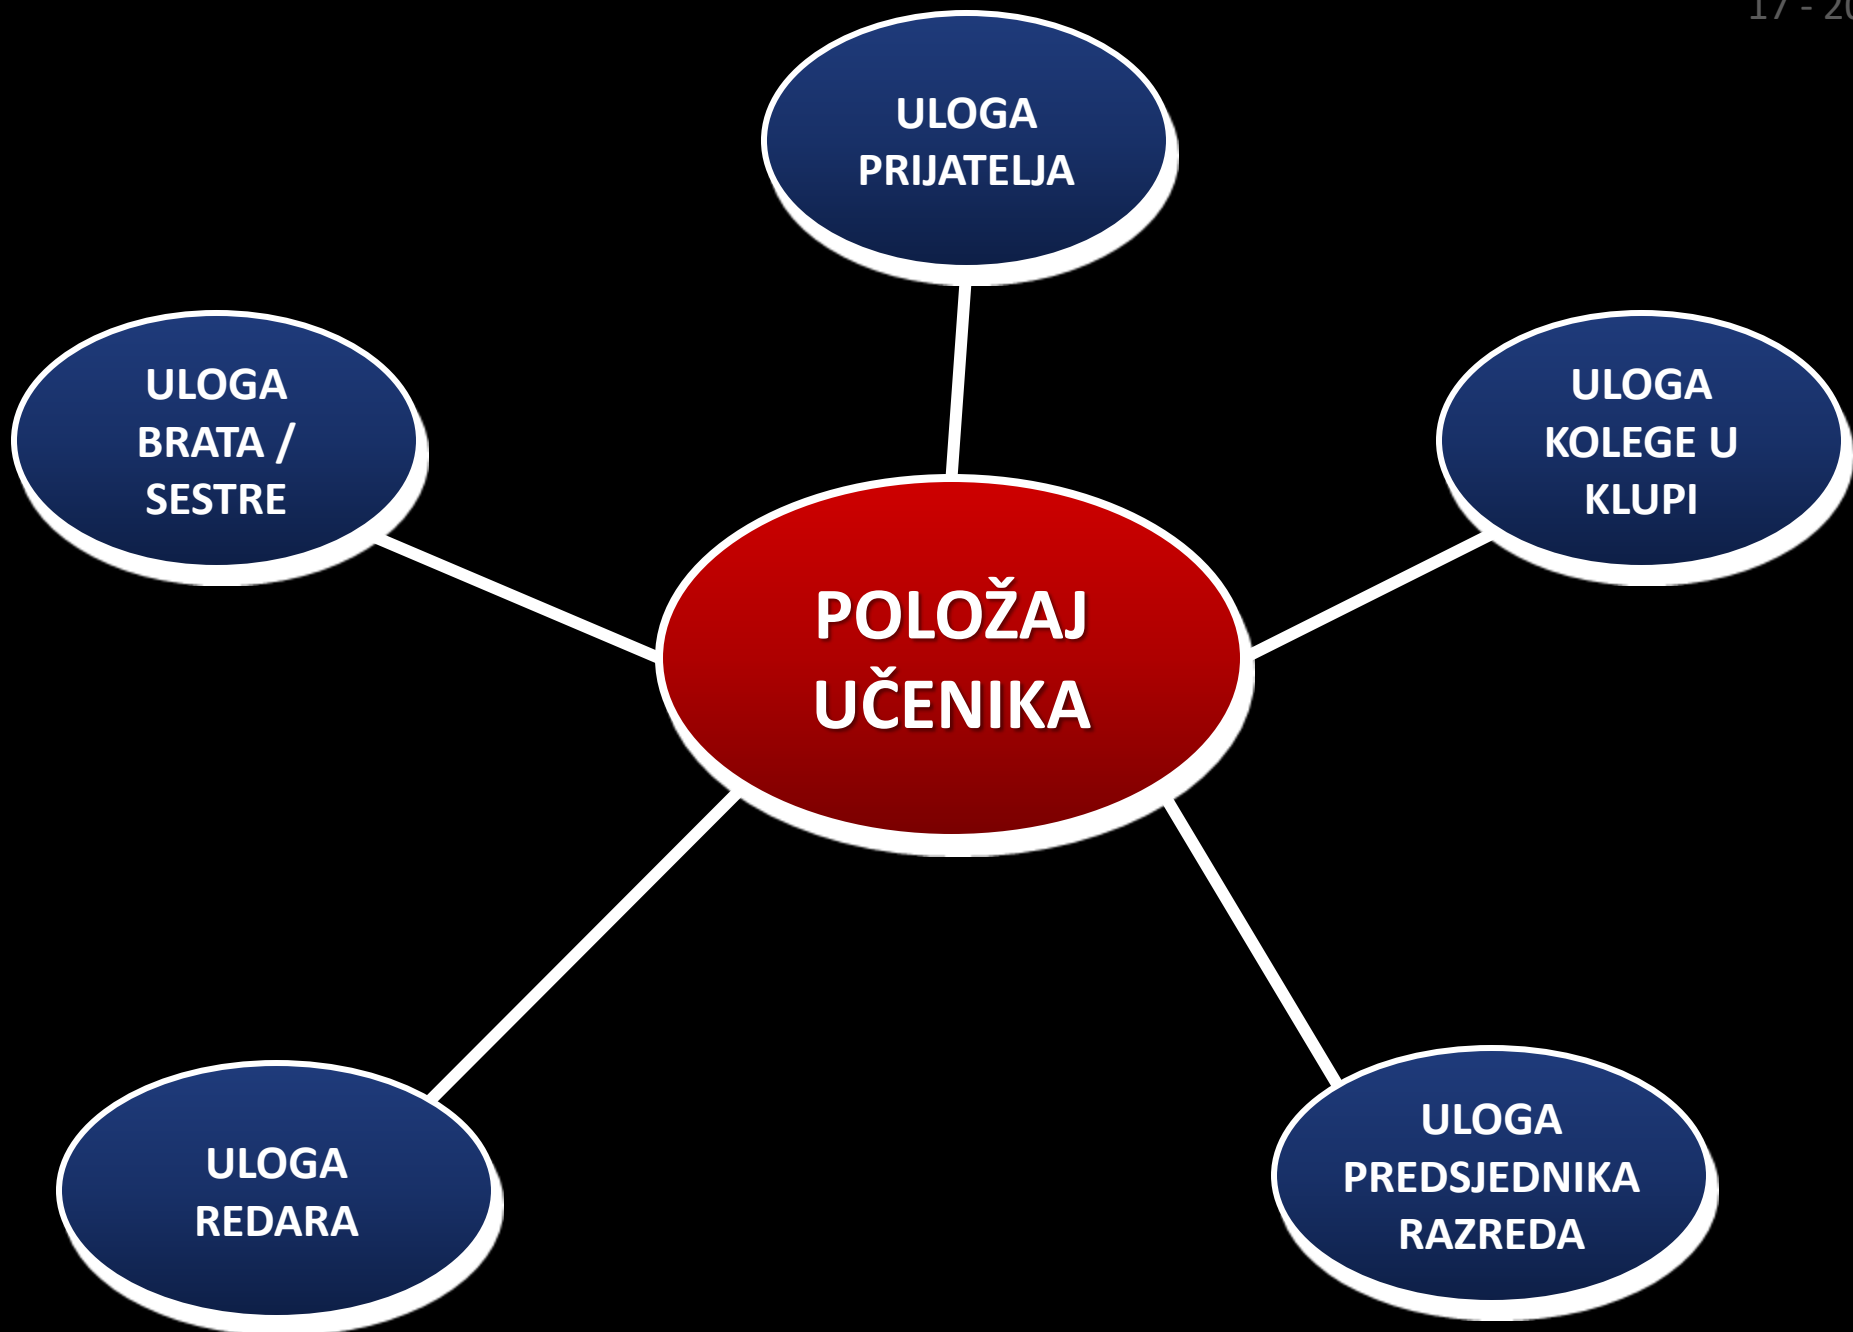 ULOGA
PRIJATELJA
ULOGA
BRATA /
SESTRE
ULOGA
KOLEGE U
KLUPI
POLOŽAJ
UČENIKA
ULOGA
REDARA
ULOGA
PREDSJEDNIKA
RAZREDA